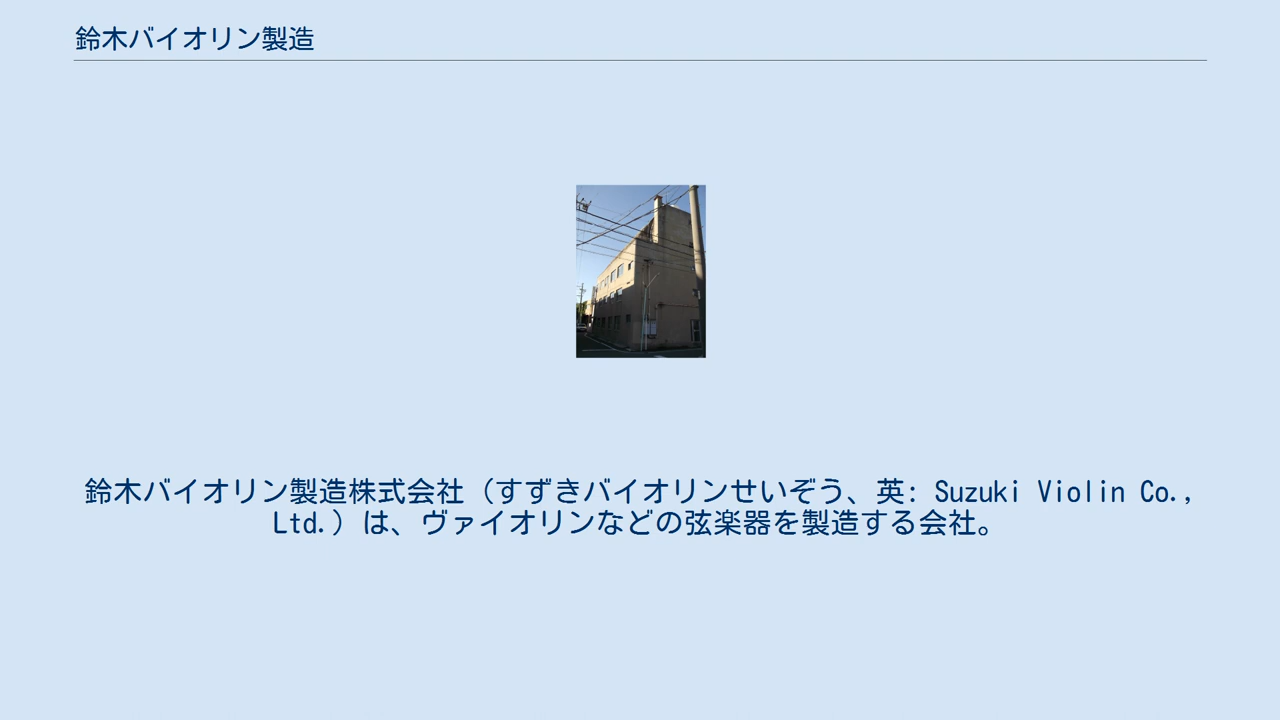 鈴木バイオリン製造
鈴木バイオリン製造株式会社（すずきバイオリンせいぞう、英: Suzuki Violin Co.,
Ltd.）は、ヴァイオリンなどの弦楽器を製造する会社。